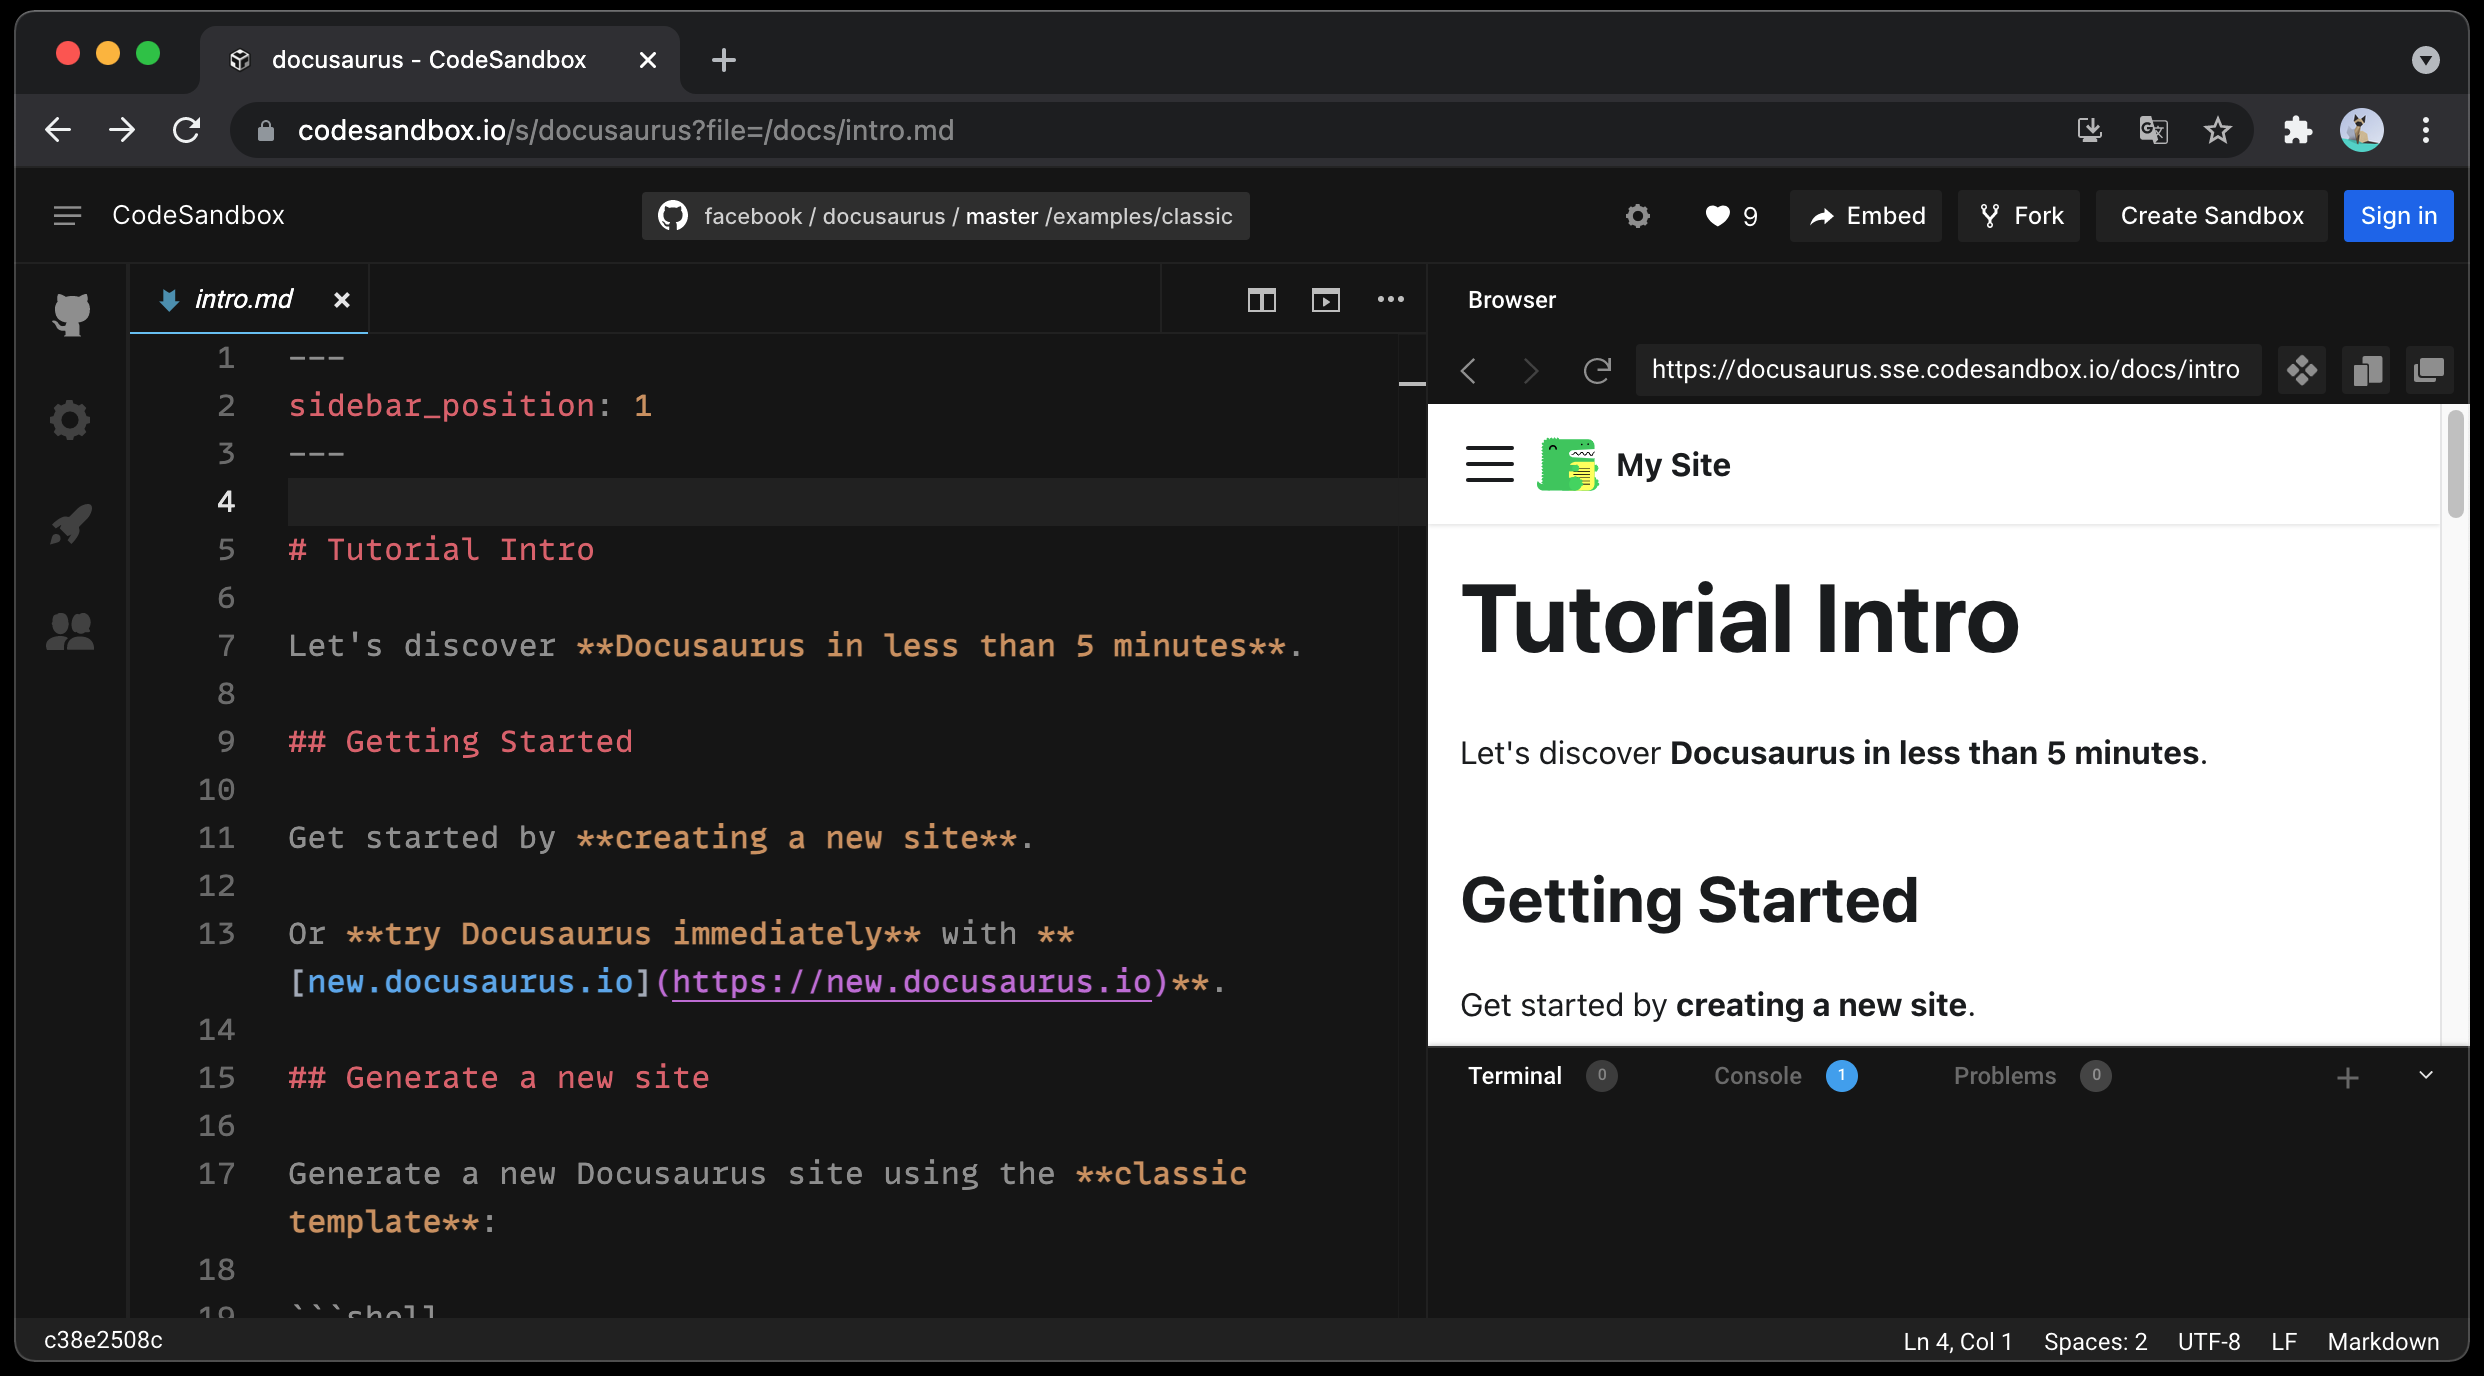 docusaurus - CodeSandbox
codesandbox.io/s/docusaurus?file=/docs/intro.md
CodeSandbox
facebook / docusaurus / master /examples/classic
9
Embed
Fork
Create Sandbox
Sign in
intro.md
1 ---
2 sidebar_position: 1
3 ---
4
5 # Tutorial Intro
6
7 Let's discover **Docusaurus in less than 5 minutes**.
8
9 ## Getting Started
10
11 Get started by **creating a new site**.
12
13 Or **try Docusaurus immediately** with **
[new.docusaurus.io](https://new.docusaurus.io)**.
14
15 ## Generate a new site
16
17 Generate a new Docusaurus site using the **classic
template**:
18
19 ```shell
Browser
https://docusaurus.sse.codesandbox.io/docs/intro
My Site
Tutorial Intro
Let's discover Docusaurus in less than 5 minutes.
Getting Started
Get started by creating a new site.
Terminal 0 Console 1 Problems 0
c38e2508c
Ln 4, Col 1 Spaces: 2 UTF-8 LF Markdown